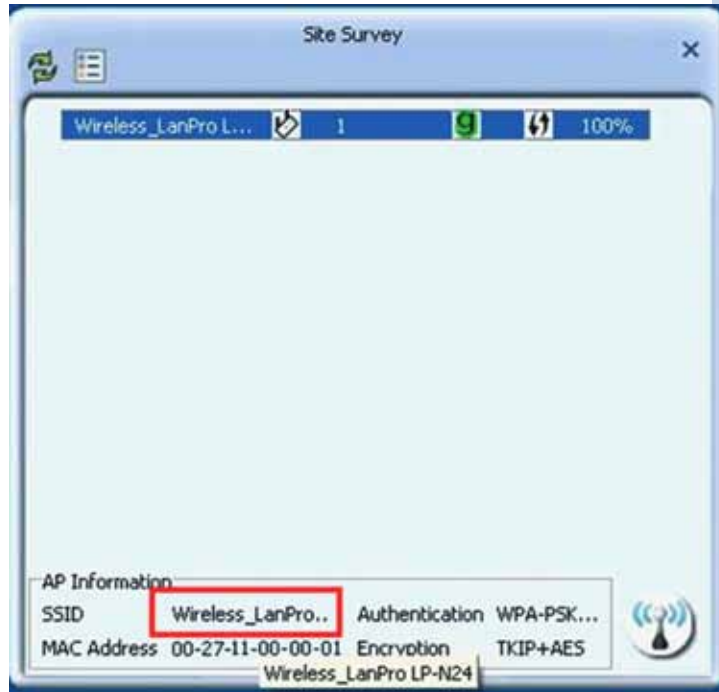 Site Survey
Wireless_LanPro L... 1 g 100%
AP Information
SSID Wireless_LanPro.. Authentication WPA-PSK...
MAC Address 00-27-11-00-00-01 Encryption TKIP+AES
Wireless_LanPro LP-N24